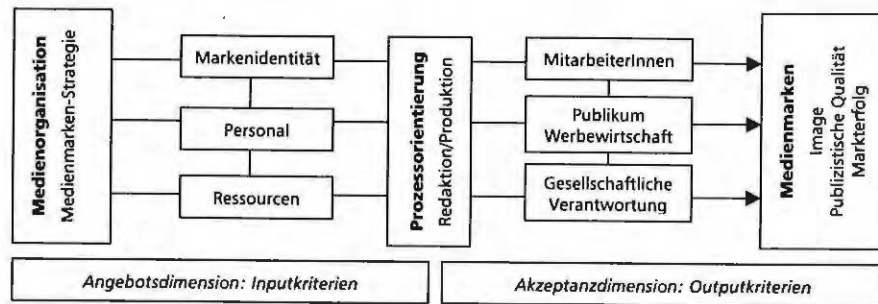 Medienorganisation
Medienmarken-Strategie
Markenidentität
Personal
Ressourcen
Prozessorientierung
Redaktion/Produktion
MitarbeiterInnen
Publikum
Werbewirtschaft
Gesellschaftliche
Verantwortung
Medienmarken
Image
Publizistische Qualität
Markterfolg
Angebotsdimension: Inputkriterien
Akzeptanzdimension: Outputkriterien